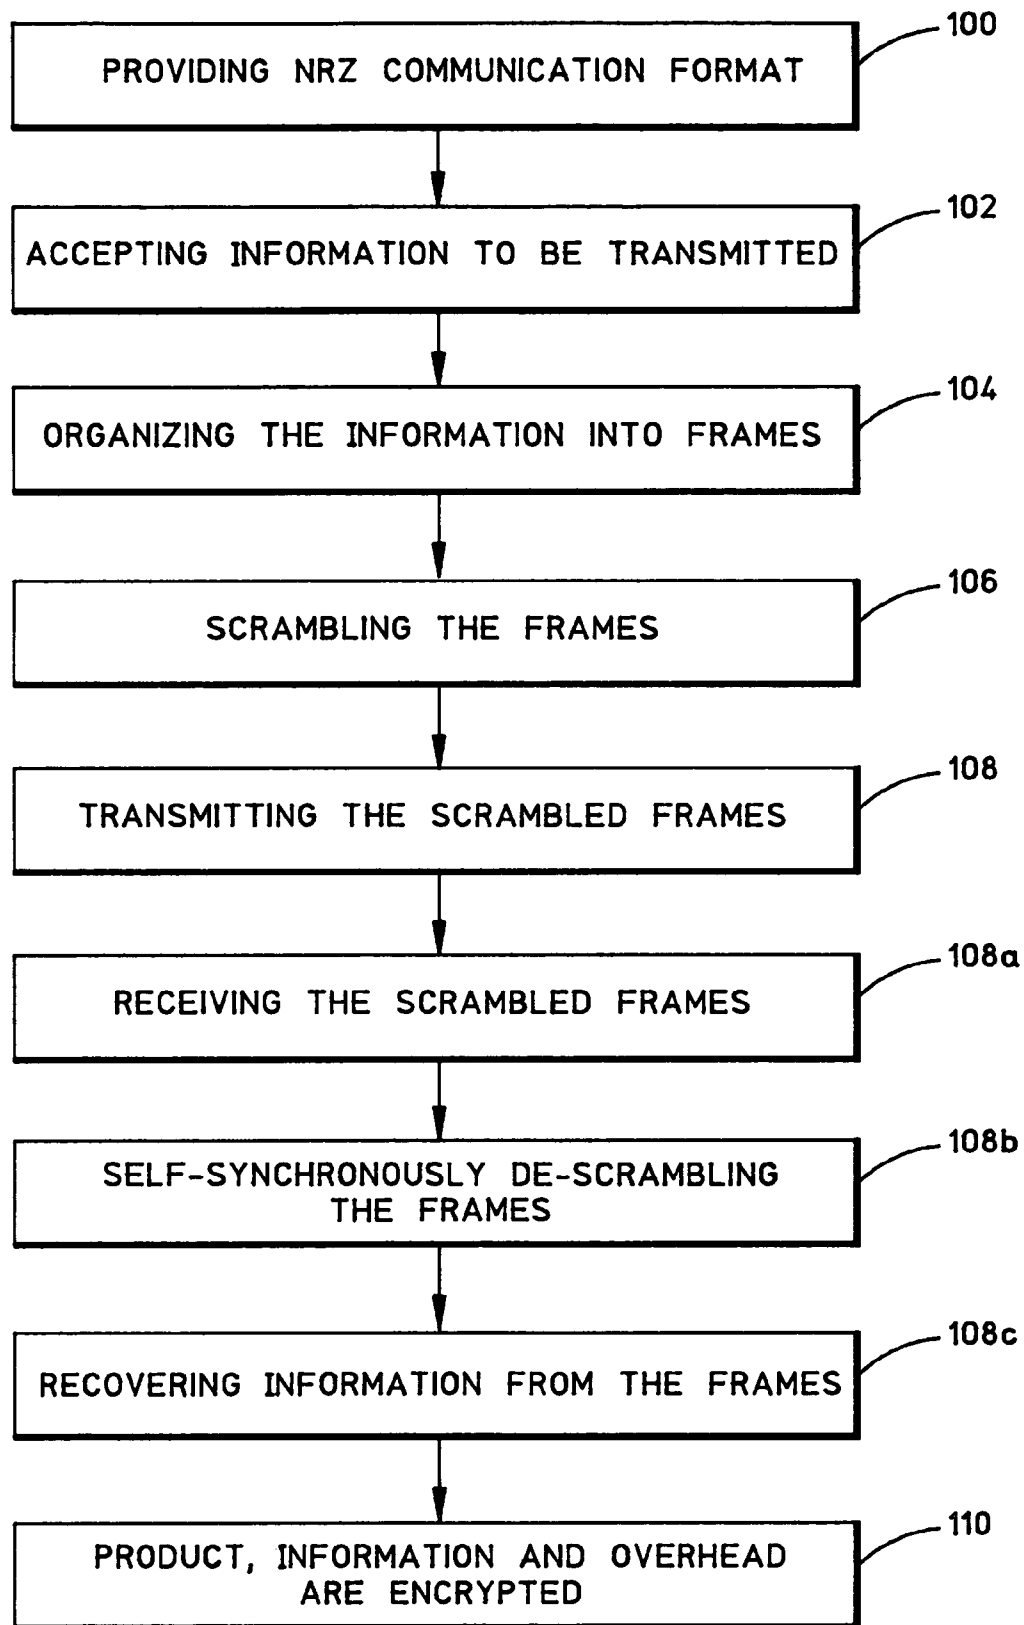 100
PROVIDING NRZ COMMUNICATION FORMAT
102
ACCEPTING INFORMATION TO BE TRANSMITTED
104
ORGANIZING THE INFORMATION INTO FRAMES
106
SCRAMBLING THE FRAMES
108
TRANSMITTING THE SCRAMBLED FRAMES
108a
RECEIVING THE SCRAMBLED FRAMES
108b
SELF-SYNCHRONOUSLY DE-SCRAMBLING
THE FRAMES
108c
RECOVERING INFORMATION FROM THE FRAMES
110
PRODUCT, INFORMATION AND OVERHEAD
ARE ENCRYPTED